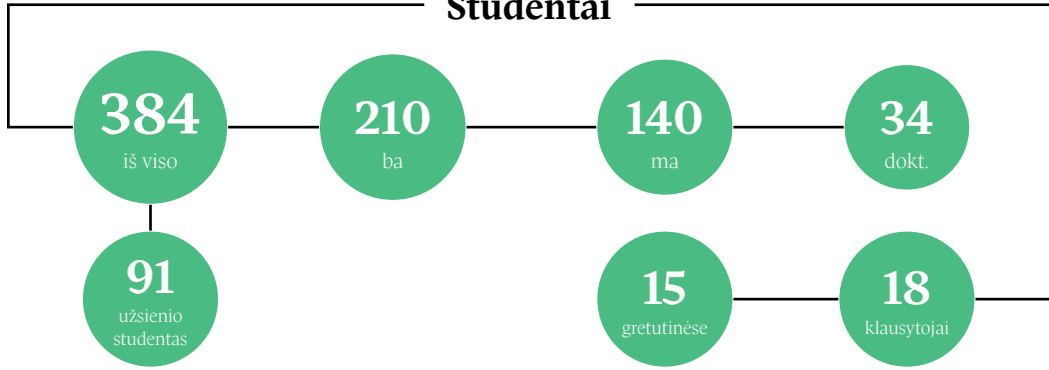 Studentai
384
iš viso
210
ba
140
ma
34
dokt.
91
užsienio
studentas
15
gretutinėse
18
klausytojai